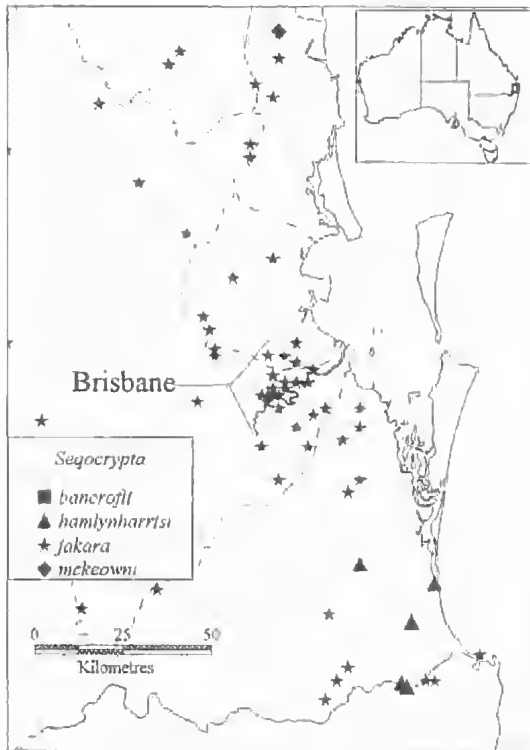 Brisbane
Seqocrypta
bancrofti
hamlynharrisi
jakara
mckeowni
0 25 50
Kilometres